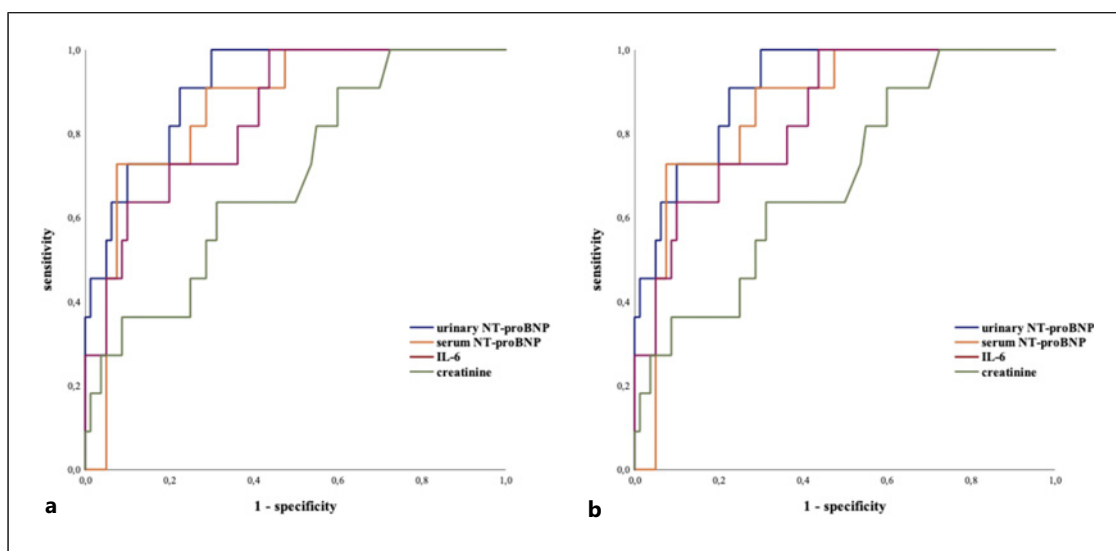 1,0
0,8
0,6
0,4
0,2
0,0
sensitivity
urinary NT-proBNP
serum NT-proBNP
IL-6
creatinine
0,0 0,2 0,4 0,6 0,8 1,0
1 - specificity
a
1,0
0,8
0,6
0,4
0,2
0,0
sensitivity
urinary NT-proBNP
serum NT-proBNP
IL-6
creatinine
0,0 0,2 0,4 0,6 0,8 1,0
1 - specificity
b